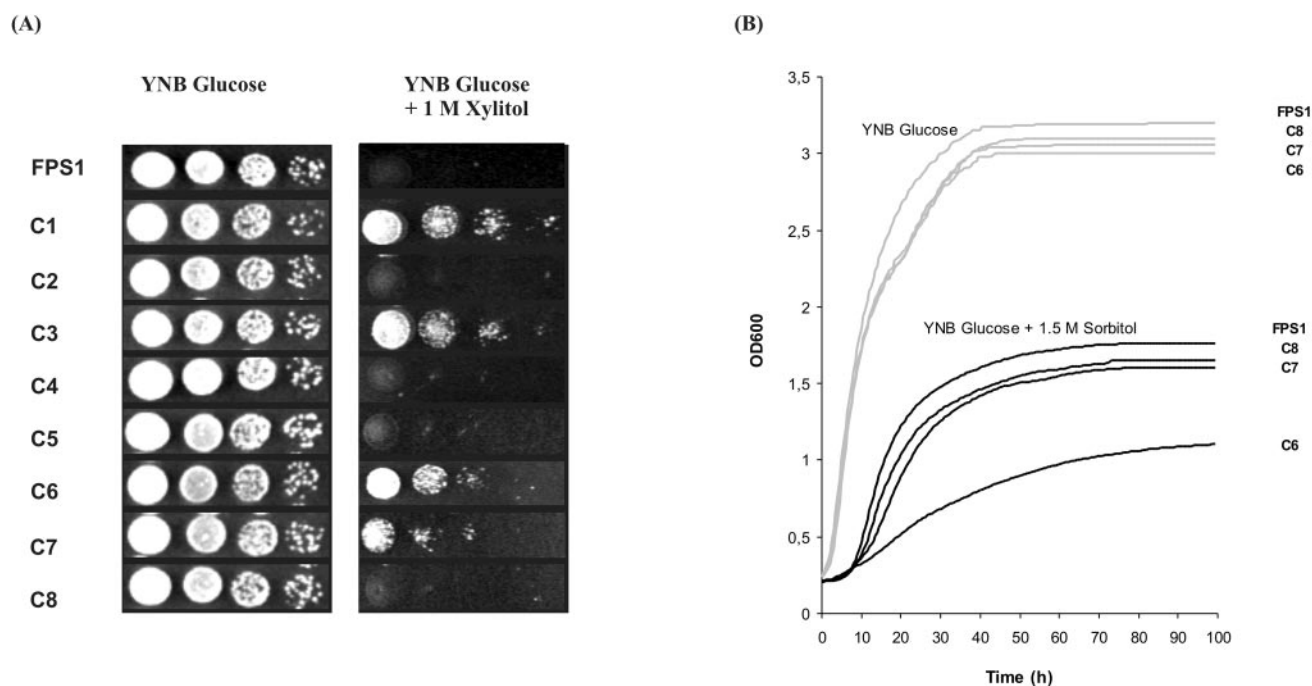 (A)
YNB Glucose
YNB Glucose
+ 1 M Xylitol
FPS1
C1
C2
C3
C4
C5
C6
C7
C8
(B)
3,5
3
2,5
2
1,5
1
0,5
0
OD600
YNB Glucose
FPS1
C8
C7
C6
YNB Glucose + 1.5 M Sorbitol
FPS1
C8
C7
C6
0 10 20 30 40 50 60 70 80 90 100
Time (h)